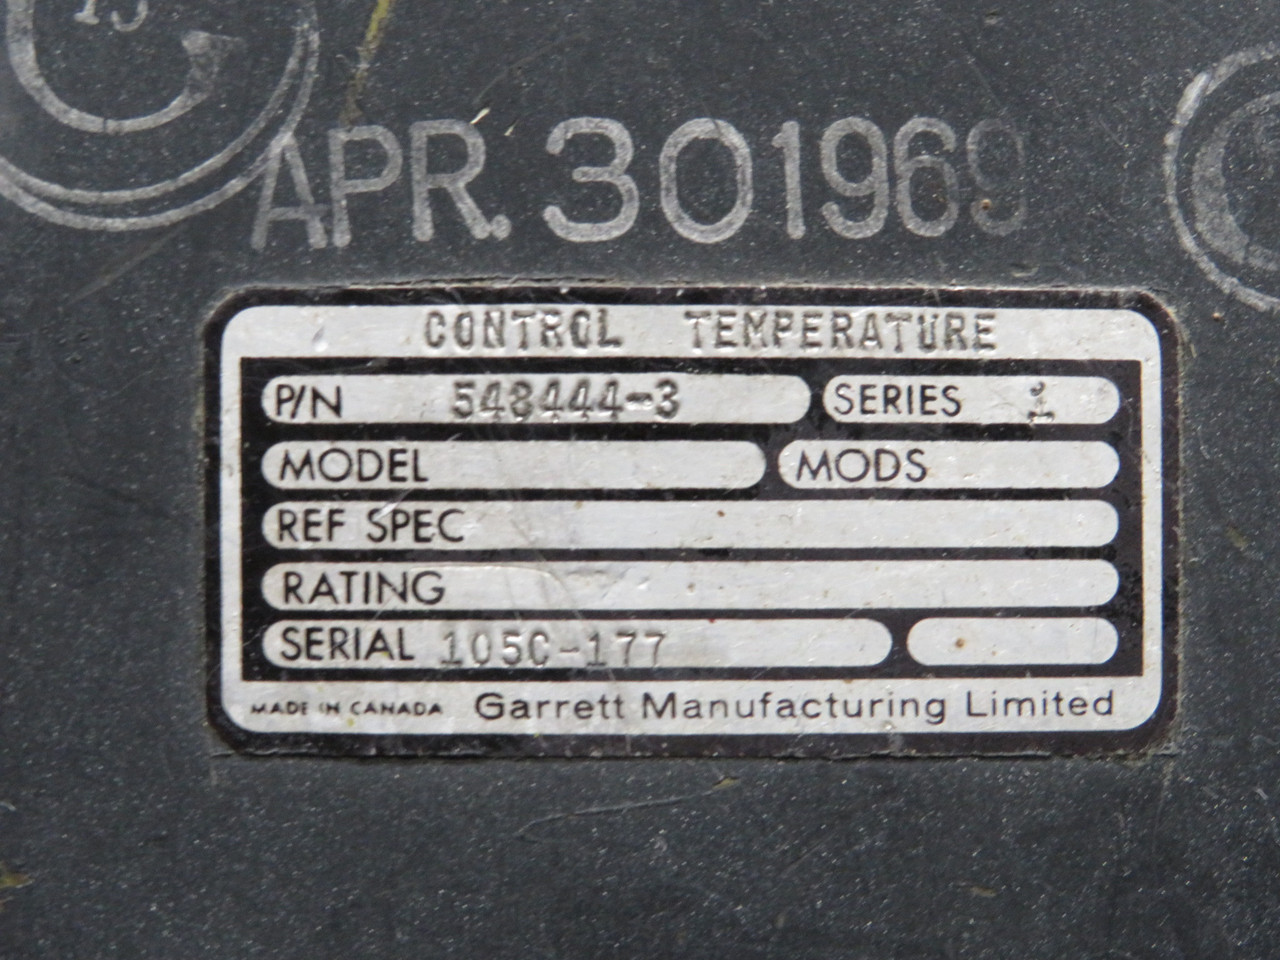 APR. 30 1969
CONTROL TEMPERATURE
P/N 548444-3 SERIES 1
MODEL MODS
REF SPEC
RATING
SERIAL 105C-177
MADE IN CANADA Garrett Manufacturing Limited